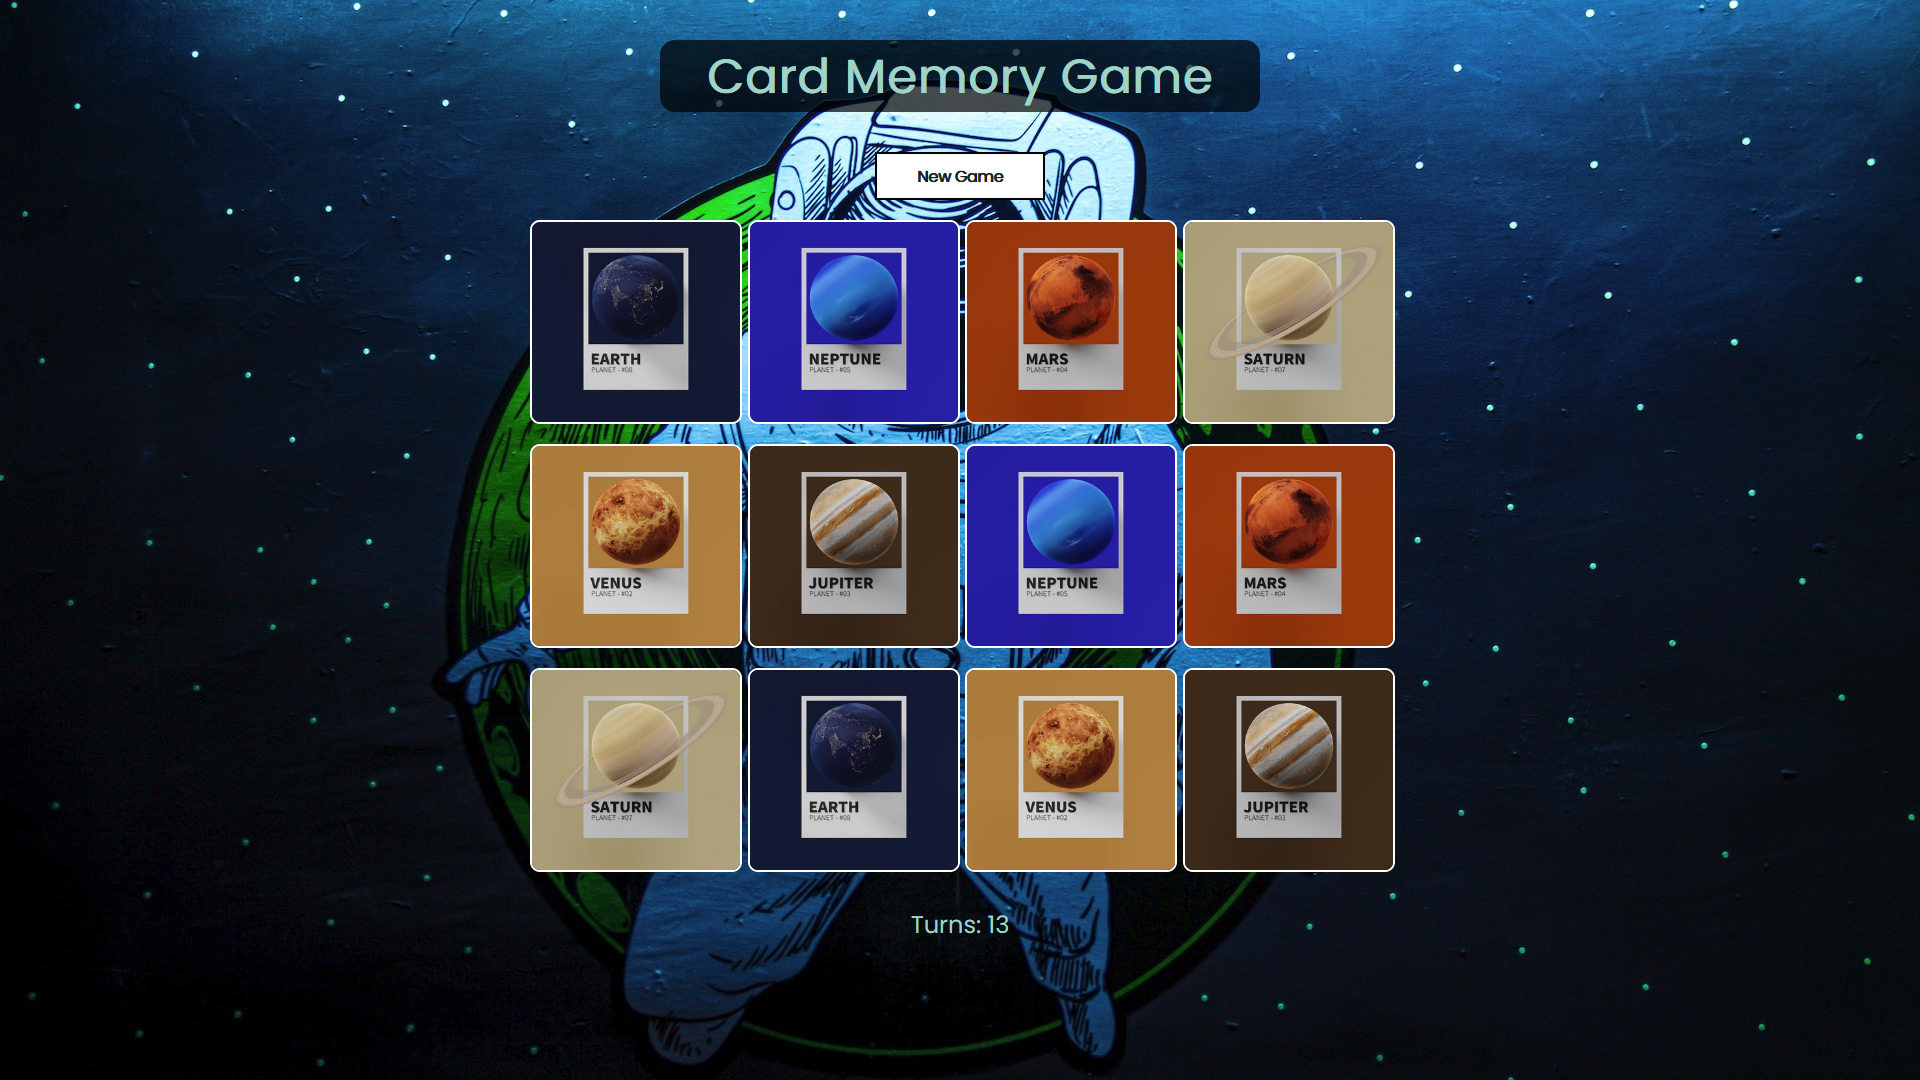 Card Memory Game
New Game
EARTH
PLANET - #08
NEPTUNE
PLANET - #05
MARS
PLANET - #04
SATURN
PLANET - #07
VENUS
PLANET - #02
JUPITER
PLANET - #03
NEPTUNE
PLANET - #05
MARS
PLANET - #04
SATURN
PLANET - #07
EARTH
PLANET - #08
VENUS
PLANET - #02
JUPITER
PLANET - #03
Turns: 13